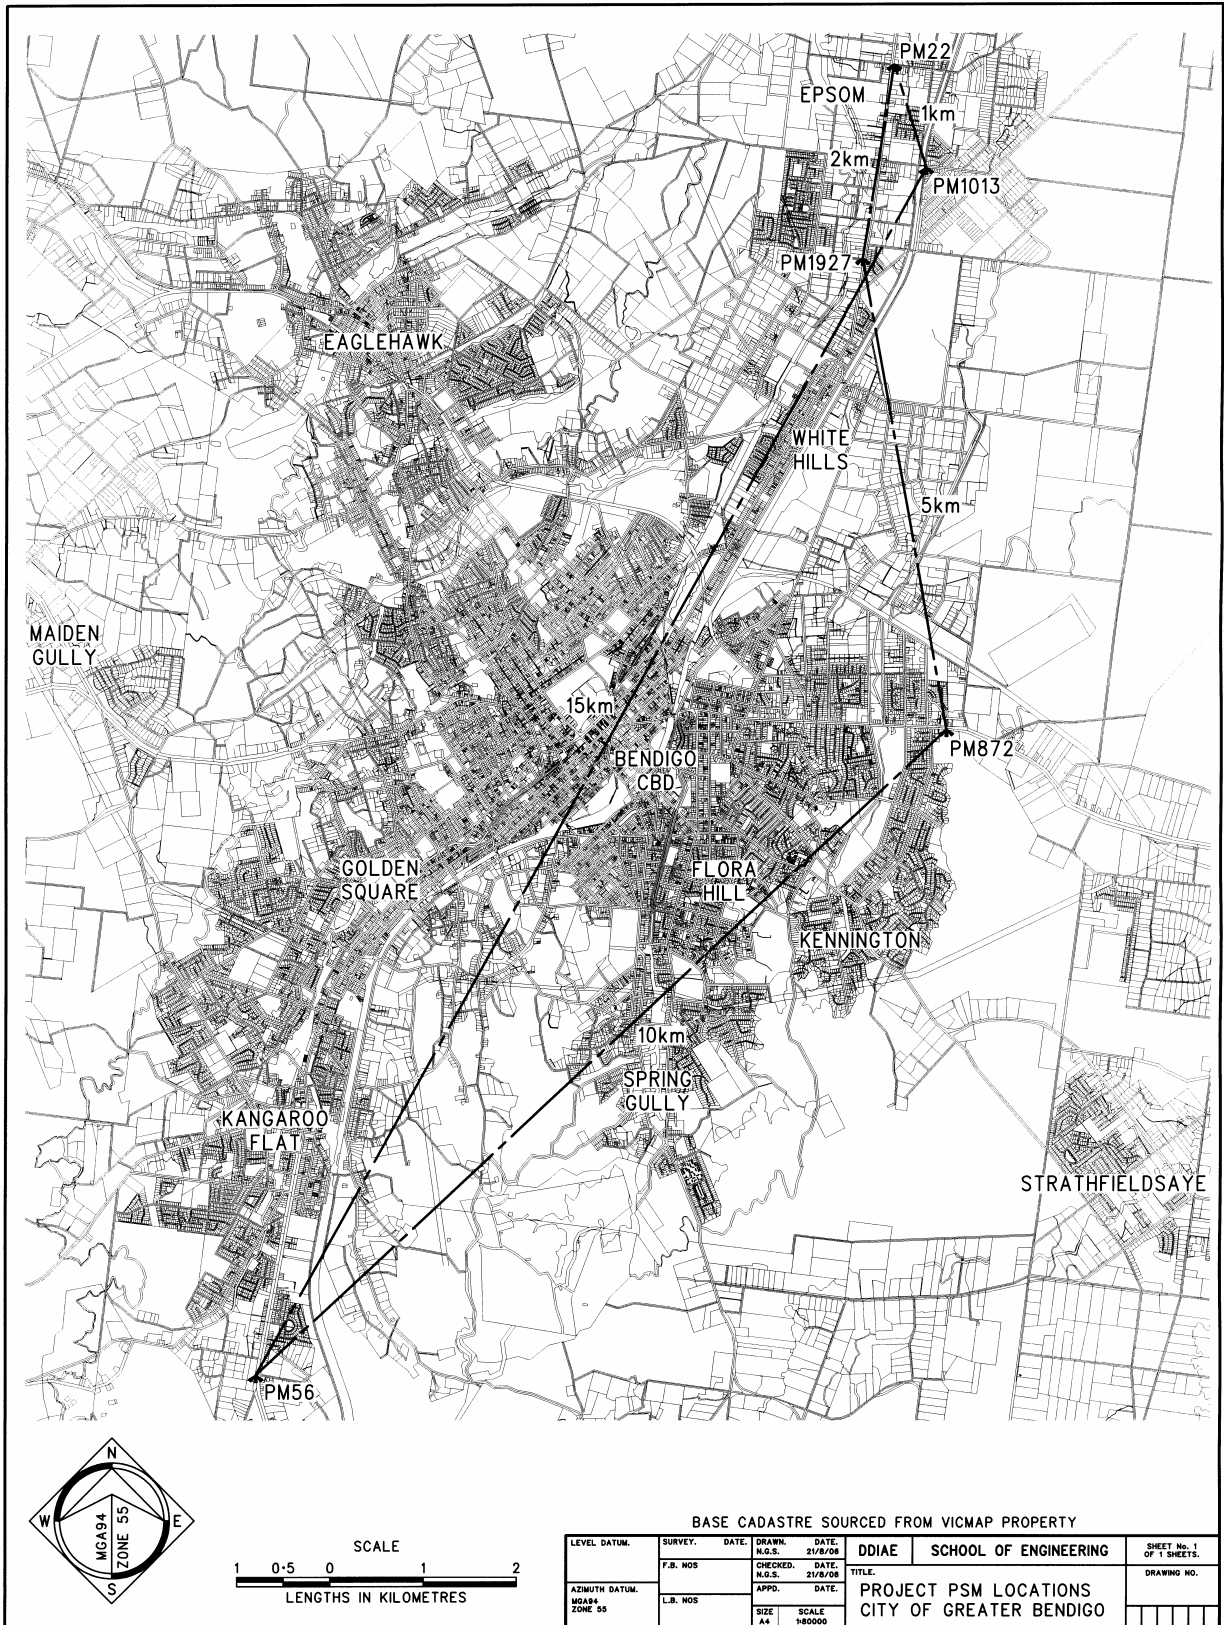 PM22
EPSOM
1km
2km
PM1013
PM1927
EAGLEHAWK
WHITE
HILLS
5km
MAIDEN
GULLY
15km
PM872
BENDIGO
CBD
GOLDEN
SQUARE
FLORA
HILL
KENNINGTON
10km
SPRING
GULLY
KANGAROO
FLAT
STRATHFIELDSAYE
PM56
N
W
E
S
MGA94
ZONE 55
SCALE
1 0·5 0 1 2
LENGTHS IN KILOMETRES
BASE CADASTRE SOURCED FROM VICMAP PROPERTY
LEVEL DATUM.
AZIMUTH DATUM.
MGA94
ZONE 55
SURVEY. DATE.
F.B. NOS
L.B. NOS
DRAWN. DATE.
N.G.S. 21/8/06
CHECKED. DATE.
N.G.S. 21/8/06
APPD. DATE.
SIZE SCALE
A4 1:80000
DDIAE SCHOOL OF ENGINEERING
TITLE.
PROJECT PSM LOCATIONS
CITY OF GREATER BENDIGO
SHEET No. 1
OF 1 SHEETS.
DRAWING NO.